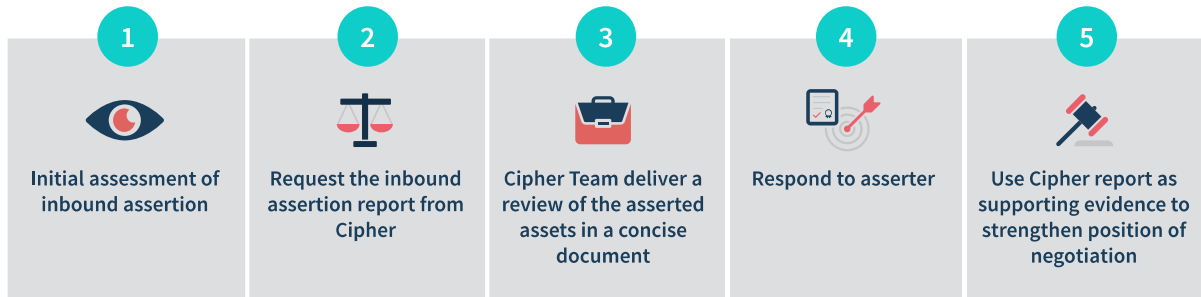 1
Initial assessment of
inbound assertion
2
Request the inbound
assertion report from
Cipher
3
Cipher Team deliver a
review of the asserted
assets in a concise
document
4
Respond to asserter
5
Use Cipher report as
supporting evidence to
strengthen position of
negotiation